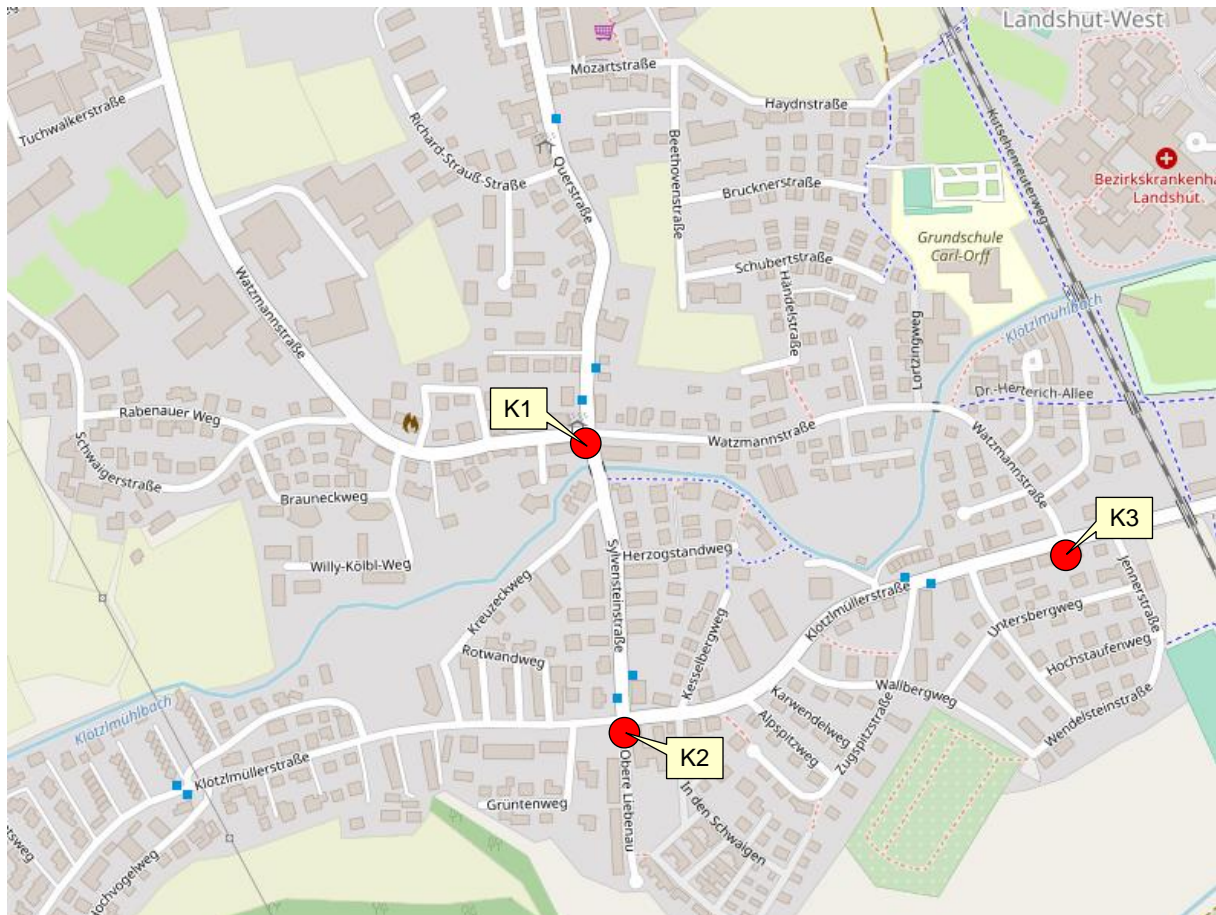 Landshut-West
Mozartstraße
Haydnstraße
Tuchwalkerstraße
Richard-Strauß-Straße
Querstraße
Beethovenstraße
Kutschenreuterweg
Bezirkskrankenha
Landshut
Brucknerstraße
Grundschule
Carl-Orff
Schubertstraße
Händelstraße
Klötzlmühlbach
Watzmannstraße
Lortzingweg
Dr.-Herterich-Allee
K1
Rabenauer Weg
Watzmannstraße
Watzmannstraße
Schwaigerstraße
Brauneckweg
K3
Willy-Kölbl-Weg
Sylvensteinstraße
Herzogstandweg
Kreuzeckweg
Klötzlmüllerstraße
Jennerstraße
Untersbergweg
Hochstaufenweg
Rotwandweg
Kesselbergweg
Wallbergweg
Karwendelweg
Alpspitzweg
Zugspitzstraße
Wendelsteinstraße
Klötzlmühlbach
K2
Klötzlmüllerstraße
Obere Liebenau
In den Schwaigen
Grüntenweg
ntsweg
Hochvogelweg